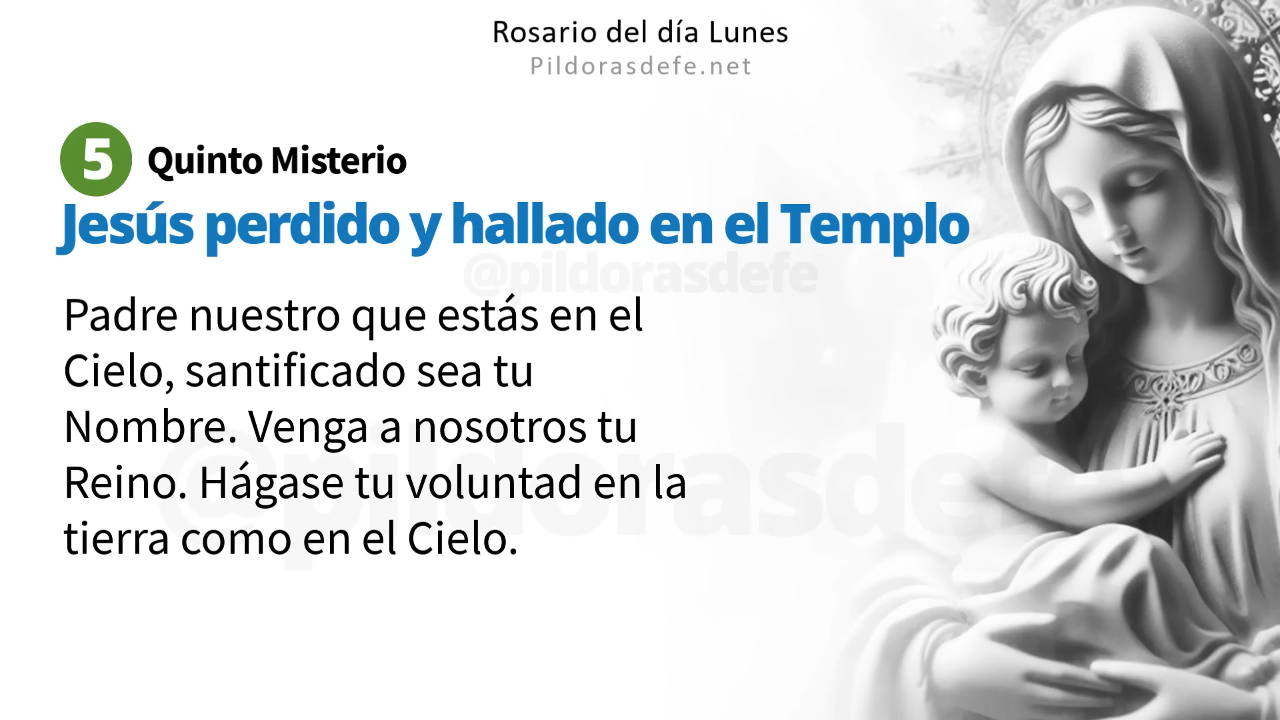 Rosario del día Lunes
Pildorasdefe.net
5 Quinto Misterio
Jesús perdido y hallado en el Templo
@pildorasdefe
Padre nuestro que estás en el
Cielo, santificado sea tu
Nombre. Venga a nosotros tu
Reino. Hágase tu voluntad en la
tierra como en el Cielo.
@pildorasdefe